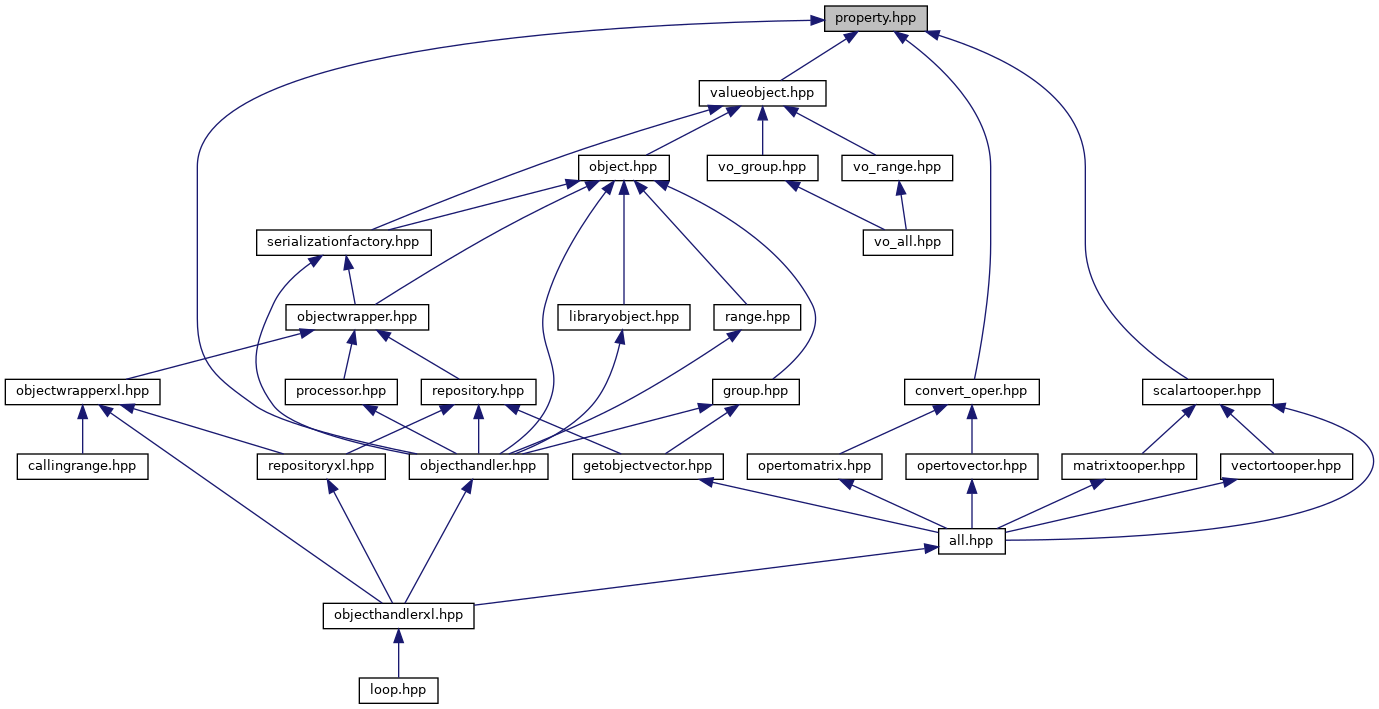 property.hpp
valueobject.hpp
object.hpp
vo_group.hpp
vo_range.hpp
serializationfactory.hpp
vo_all.hpp
objectwrapper.hpp
libraryobject.hpp
range.hpp
objectwrapperxl.hpp
processor.hpp
repository.hpp
group.hpp
convert_oper.hpp
scalartooper.hpp
callingrange.hpp
repositoryxl.hpp
objecthandler.hpp
getobjectvector.hpp
opertomatrix.hpp
opertovector.hpp
matrixtooper.hpp
vectortooper.hpp
all.hpp
objecthandlerxl.hpp
loop.hpp